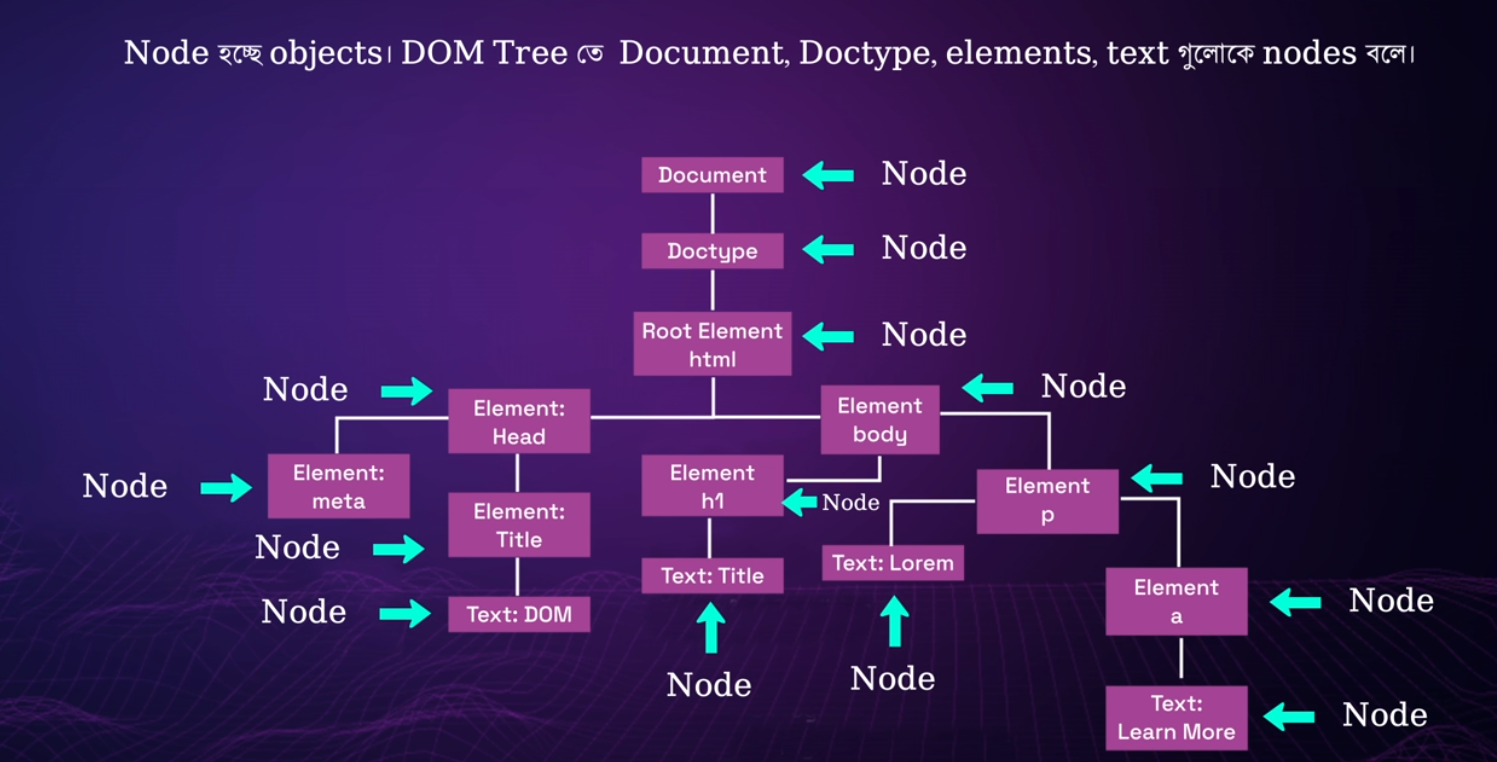 Node হচ্ছে objects। DOM Tree তে Document, Doctype, elements, text গুলোকে nodes বলে।
Document
Node
Doctype
Node
Root Element
html
Node
Node
Element:
Head
Element
body
Node
Node
Element:
meta
Element
h1
Node
Element
p
Node
Node
Element:
Title
Text: Title
Text: Lorem
Node
Text: DOM
Element
a
Node
Node
Node
Text:
Learn More
Node